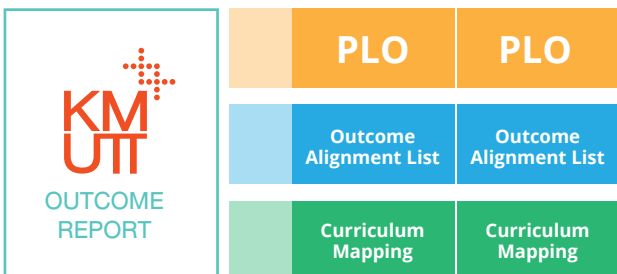 KM
UTT
OUTCOME
REPORT
PLO
PLO
Outcome
Alignment List
Outcome
Alignment List
Curriculum
Mapping
Curriculum
Mapping